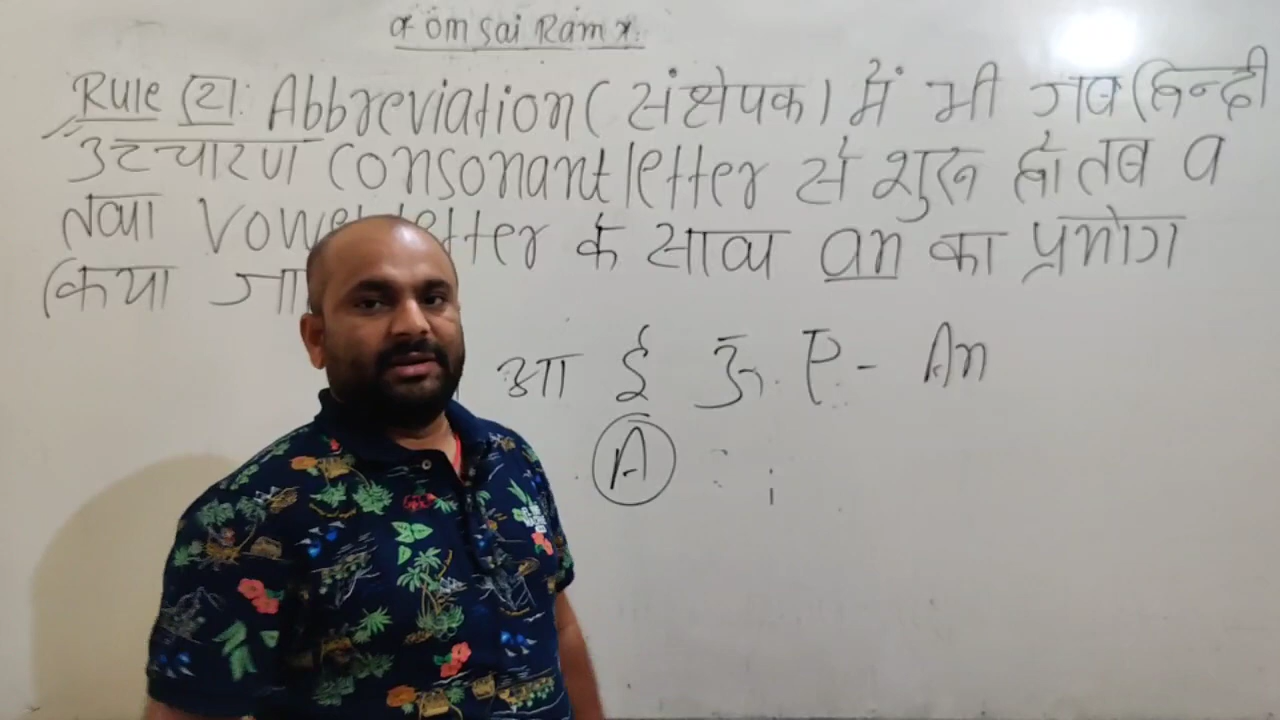 * om Sai Ram *
Rule (2): Abbreviation (संक्षेपक) में भी जब हिन्दी
उच्चारण Consonant letter से शुरू हो तब a
तथा Vowel letter के साथ an का प्रयोग
किया जा
आ ई ऊ ए - An
A